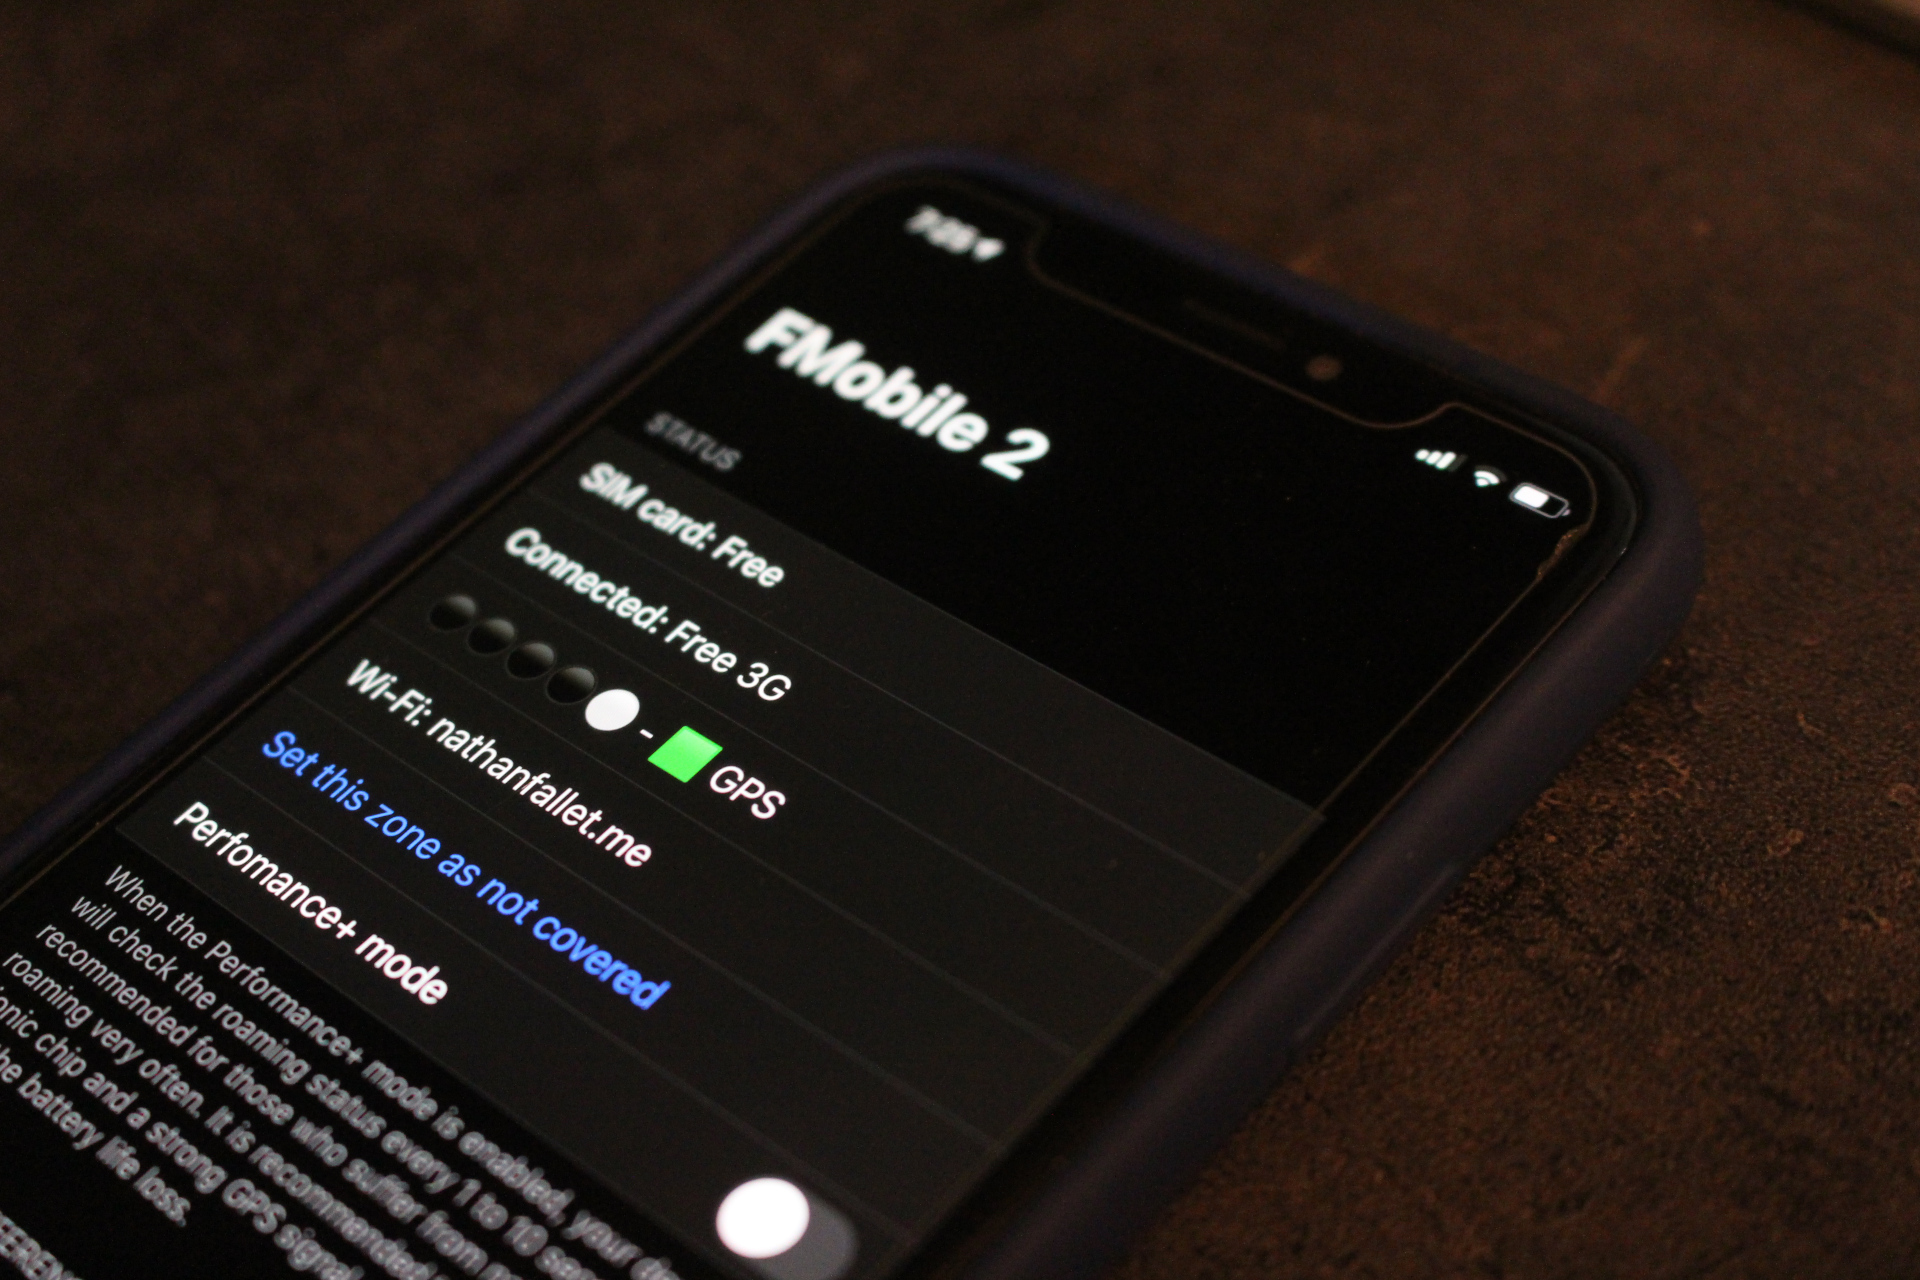 FMobile 2
STATUS
SIM card: Free
Connected: Free 3G
- GPS
Wi-Fi: nathanfallet.me
Set this zone as not covered
Perfomance+ mode
When the Performance+ mode is enabled, your
will check the roaming status every 1 to 10
recommended for those who suffer from
roaming very often. It is recommended
chip and a strong GPS signal
battery life loss.